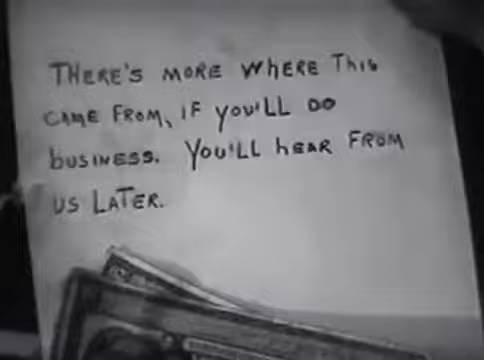 THERE'S MORE WHERE THIS
CAME FROM, IF YOU'LL DO
BUSINESS. YOU'LL HEAR FROM
US LATER.